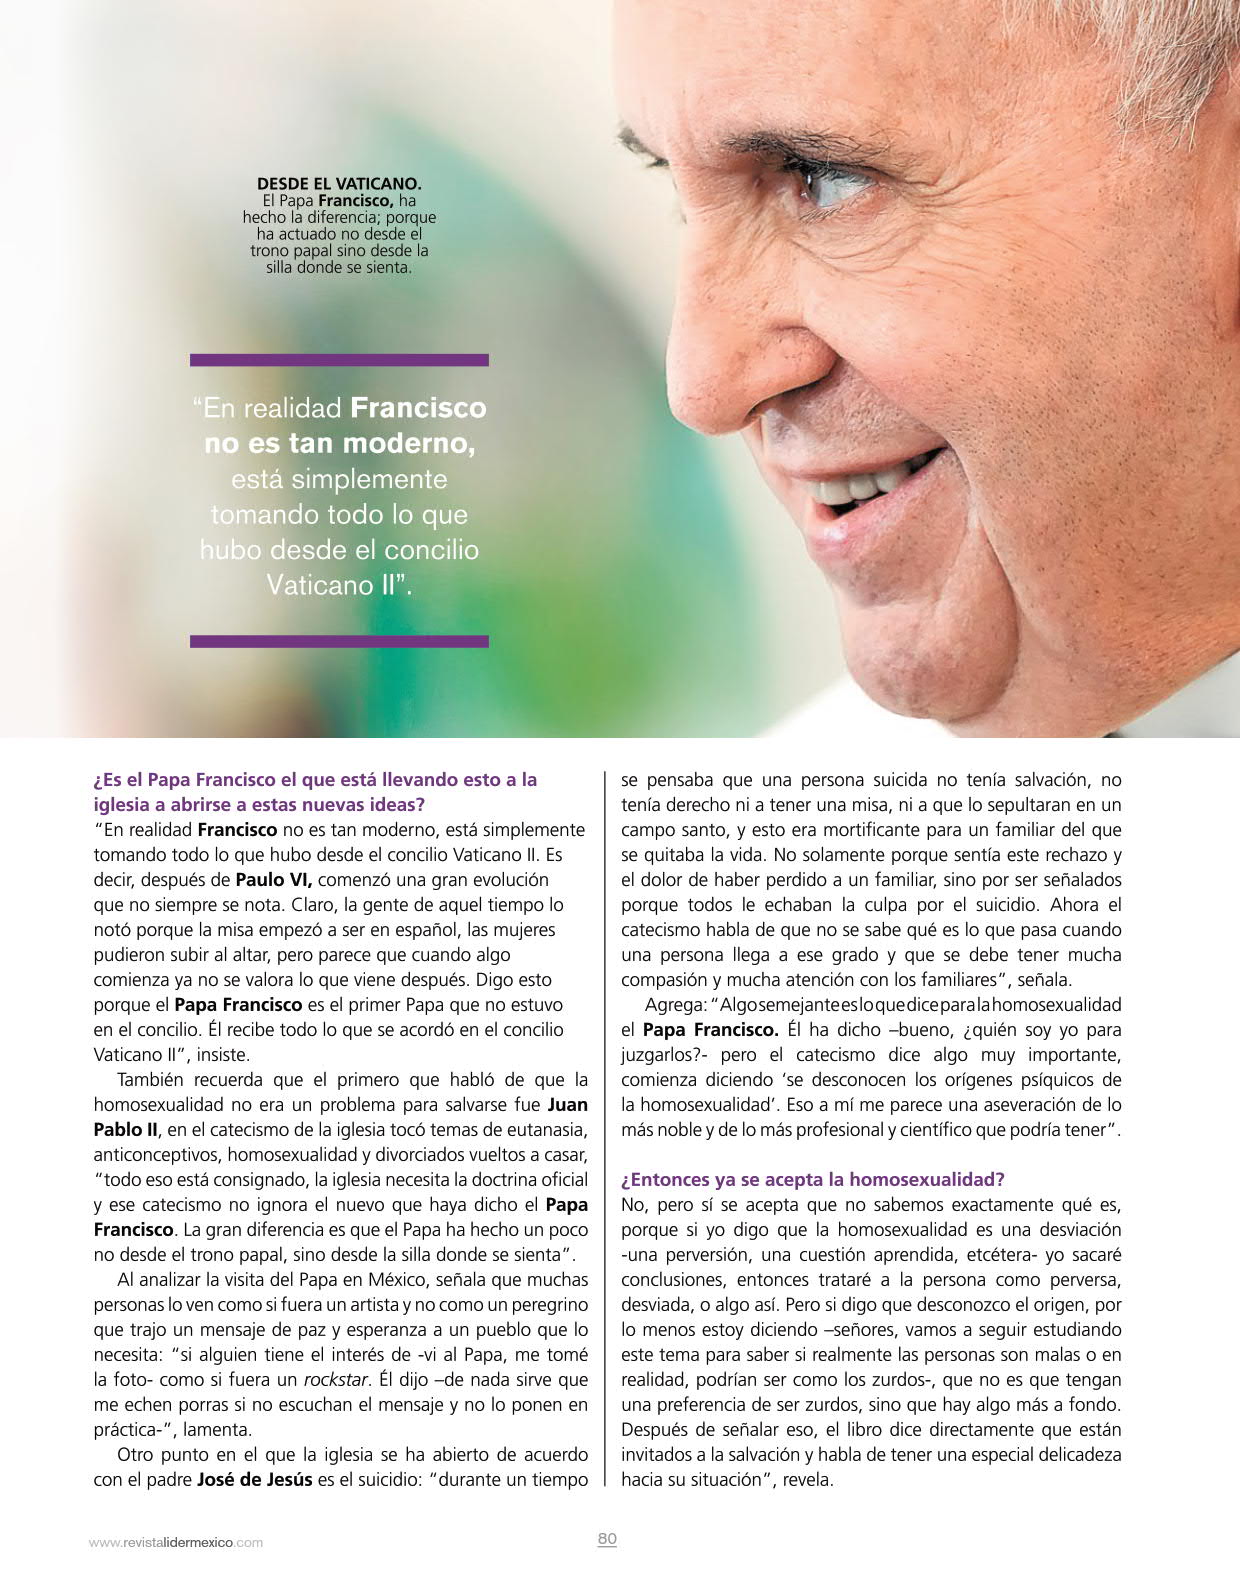 DESDE EL VATICANO.
El Papa Francisco, ha
hecho la diferencia; porque
ha actuado no desde el
trono papal sino desde la
silla donde se sienta.
“En realidad Francisco
no es tan moderno,
está simplemente
tomando todo lo que
hubo desde el concilio
Vaticano II”.
¿Es el Papa Francisco el que está llevando esto a la
iglesia a abrirse a estas nuevas ideas?
“En realidad Francisco no es tan moderno, está simplemente
tomando todo lo que hubo desde el concilio Vaticano II. Es
decir, después de Paulo VI, comenzó una gran evolución
que no siempre se nota. Claro, la gente de aquel tiempo lo
notó porque la misa empezó a ser en español, las mujeres
pudieron subir al altar, pero parece que cuando algo
comienza ya no se valora lo que viene después. Digo esto
porque el Papa Francisco es el primer Papa que no estuvo
en el concilio. Él recibe todo lo que se acordó en el concilio
Vaticano II”, insiste.
También recuerda que el primero que habló de que la
homosexualidad no era un problema para salvarse fue Juan
Pablo II, en el catecismo de la iglesia tocó temas de eutanasia,
anticonceptivos, homosexualidad y divorciados vueltos a casar,
“todo eso está consignado, la iglesia necesita la doctrina oficial
y ese catecismo no ignora el nuevo que haya dicho el Papa
Francisco. La gran diferencia es que el Papa ha hecho un poco
no desde el trono papal, sino desde la silla donde se sienta”.
Al analizar la visita del Papa en México, señala que muchas
personas lo ven como si fuera un artista y no como un peregrino
que trajo un mensaje de paz y esperanza a un pueblo que lo
necesita: “si alguien tiene el interés de -vi al Papa, me tomé
la foto- como si fuera un rockstar. Él dijo –de nada sirve que
me echen porras si no escuchan el mensaje y no lo ponen en
práctica-”, lamenta.
Otro punto en el que la iglesia se ha abierto de acuerdo
con el padre José de Jesús es el suicidio: “durante un tiempo
se pensaba que una persona suicida no tenía salvación, no
tenía derecho ni a tener una misa, ni a que lo sepultaran en un
campo santo, y esto era mortificante para un familiar del que
se quitaba la vida. No solamente porque sentía este rechazo y
el dolor de haber perdido a un familiar, sino por ser señalados
porque todos le echaban la culpa por el suicidio. Ahora el
catecismo habla de que no se sabe qué es lo que pasa cuando
una persona llega a ese grado y que se debe tener mucha
compasión y mucha atención con los familiares”, señala.
Agrega: “Algo semejante es lo que dice para la homosexualidad
el Papa Francisco. Él ha dicho –bueno, ¿quién soy yo para
juzgarlos?- pero el catecismo dice algo muy importante,
comienza diciendo ‘se desconocen los orígenes psíquicos de
la homosexualidad’. Eso a mí me parece una aseveración de lo
más noble y de lo más profesional y científico que podría tener”.
¿Entonces ya se acepta la homosexualidad?
No, pero sí se acepta que no sabemos exactamente qué es,
porque si yo digo que la homosexualidad es una desviación
-una perversión, una cuestión aprendida, etcétera- yo sacaré
conclusiones, entonces trataré a la persona como perversa,
desviada, o algo así. Pero si digo que desconozco el origen, por
lo menos estoy diciendo –señores, vamos a seguir estudiando
este tema para saber si realmente las personas son malas o en
realidad, podrían ser como los zurdos-, que no es que tengan
una preferencia de ser zurdos, sino que hay algo más a fondo.
Después de señalar eso, el libro dice directamente que están
invitados a la salvación y habla de tener una especial delicadeza
hacia su situación”, revela.
www.revistalidermexico.com
80